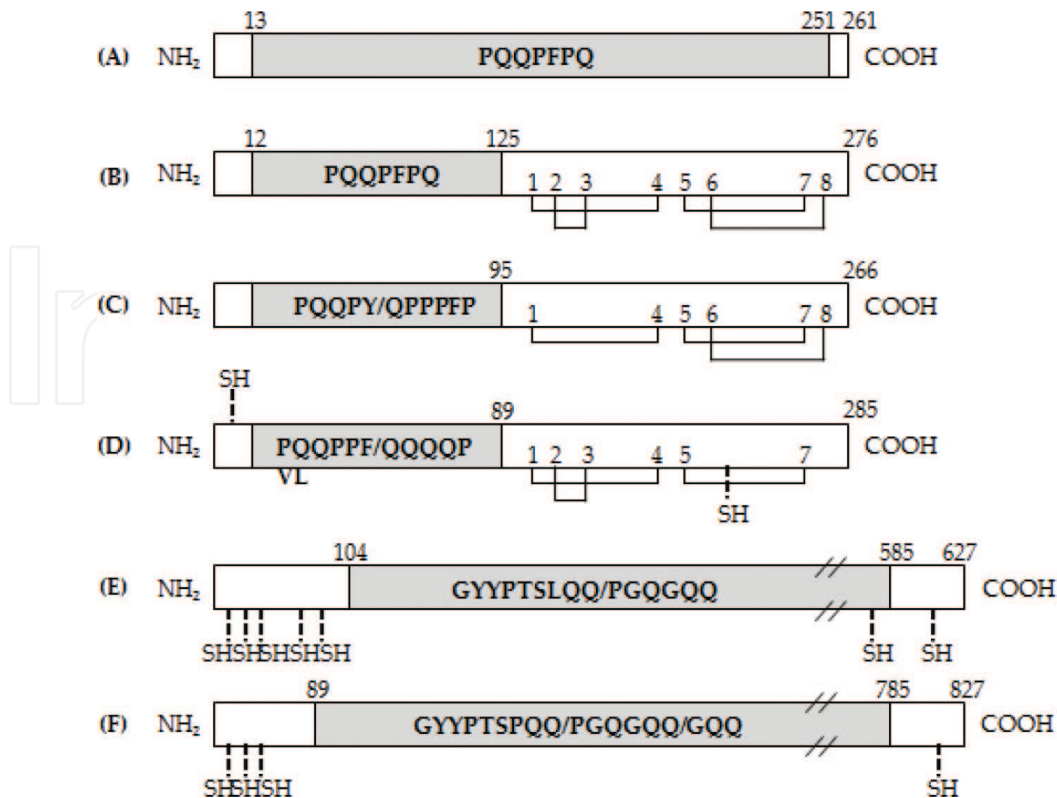 13 251 261
(A) NH₂ PQQPFPQ COOH
12 125 276
(B) NH₂ PQQPFPQ 1 2 3 4 5 6 7 8 COOH
95 266
(C) NH₂ PQQPY/QPPPFP 1 4 5 6 7 8 COOH
SH 89 285
(D) NH₂ PQQPPF/QQQQP 1 2 3 4 5 7 COOH
VL
SH
104 585 627
(E) NH₂ GYYPTSLQQ/PGQGQQ COOH
SH SH SH SH SH SH SH
89 785 827
(F) NH₂ GYYPTSPQQ/PGQGQQ/GQQ COOH
SH SH SH SH